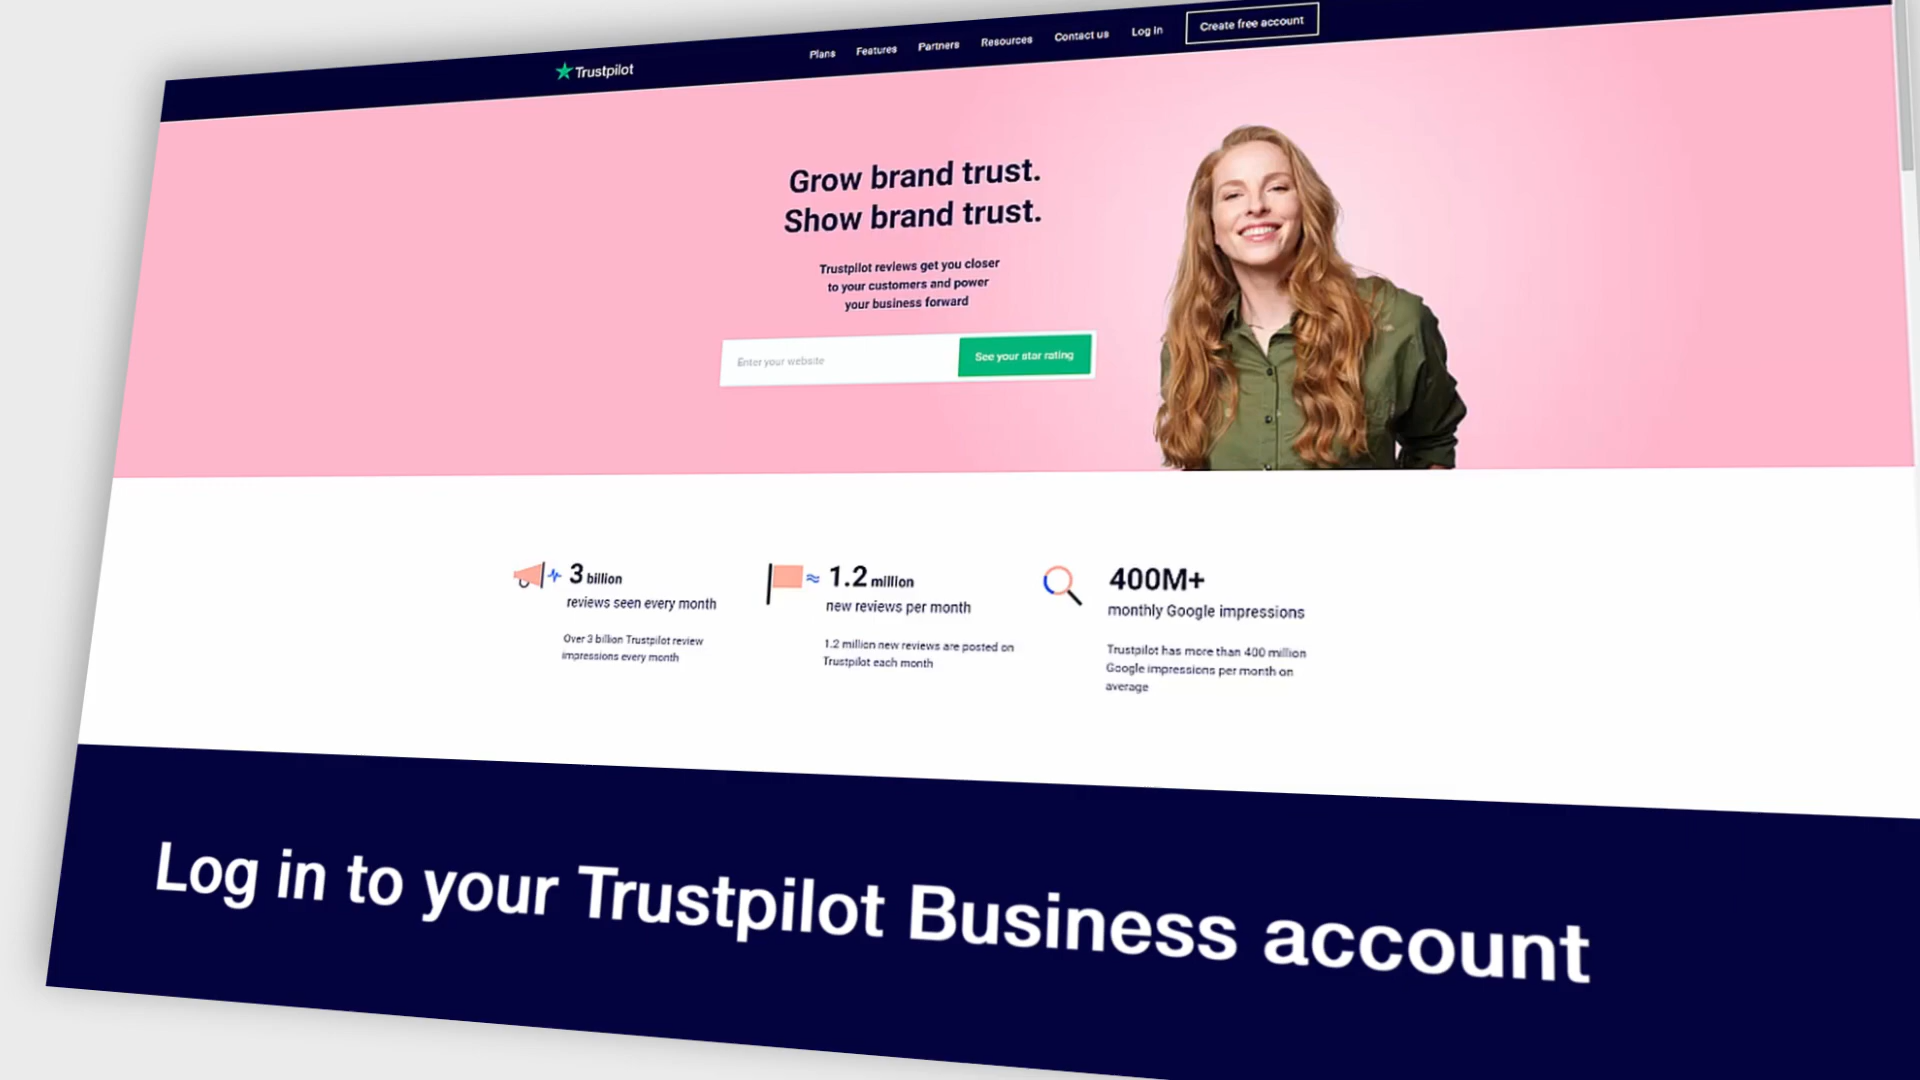 Trustpilot
Plans
Features
Partners
Resources
Contact us
Log in
Create free account
Grow brand trust.
Show brand trust.
Trustpilot reviews get you closer
to your customers and power
your business forward
Enter your website
See your star rating
3 billion
reviews seen every month
Over 3 billion Trustpilot review
impressions every month
1.2 million
new reviews per month
1.2 million new reviews are posted on
Trustpilot each month
400M+
monthly Google impressions
Trustpilot has more than 400 million
Google impressions per month on
average
Log in to your Trustpilot Business account